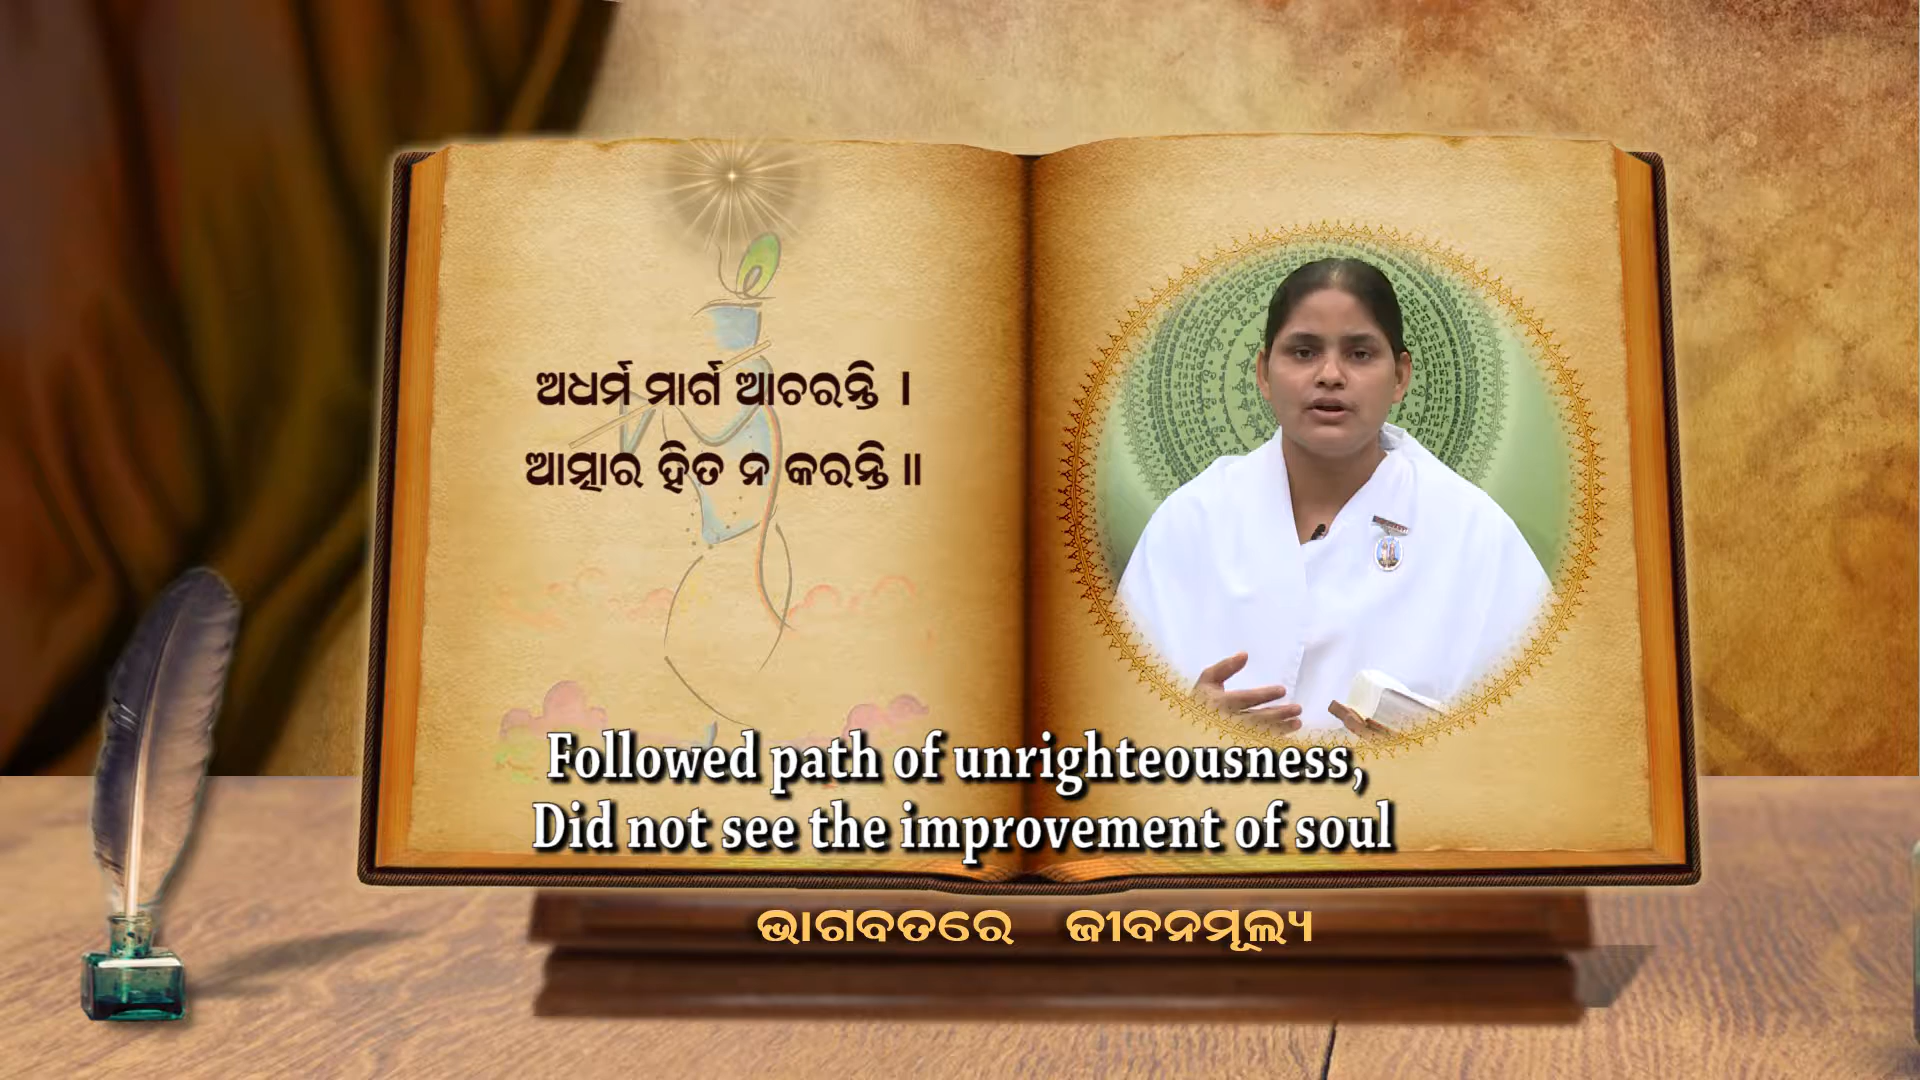 ଅଧର୍ମ ମାର୍ଗ ଆଚରନ୍ତି ।
ଆତ୍ମାର ହିତ ନ କରନ୍ତି ॥
Followed path of unrighteousness,
Did not see the improvement of soul
ଭାଗବତରେ ଜୀବନମୂଲ୍ୟ